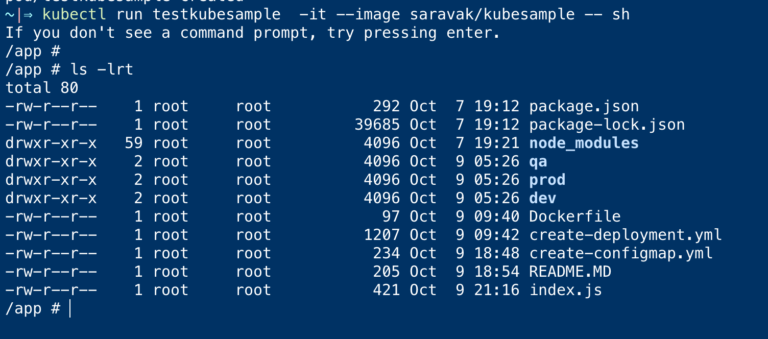 ~|⇒ kubectl run testkubesample  -it --image saravak/kubesample -- sh
If you don't see a command prompt, try pressing enter.
/app #
/app # ls -lrt
total 80
-rw-r--r--    1 root     root           292 Oct  7 19:12 package.json
-rw-r--r--    1 root     root         39685 Oct  7 19:12 package-lock.json
drwxr-xr-x   59 root     root          4096 Oct  7 19:21 node_modules
drwxr-xr-x    2 root     root          4096 Oct  9 05:26 qa
drwxr-xr-x    2 root     root          4096 Oct  9 05:26 prod
drwxr-xr-x    2 root     root          4096 Oct  9 05:26 dev
-rw-r--r--    1 root     root            97 Oct  9 09:40 Dockerfile
-rw-r--r--    1 root     root          1207 Oct  9 09:42 create-deployment.yml
-rw-r--r--    1 root     root           234 Oct  9 18:48 create-configmap.yml
-rw-r--r--    1 root     root           205 Oct  9 18:54 README.MD
-rw-r--r--    1 root     root           421 Oct  9 21:16 index.js
/app #